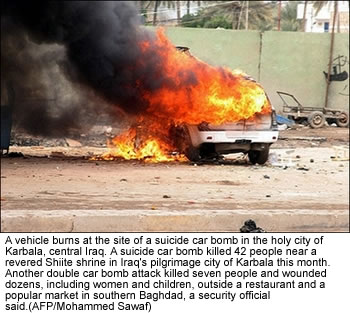 A vehicle burns at the site of a suicide car bomb in the holy city of
Karbala, central Iraq. A suicide car bomb killed 42 people near a
revered Shiite shrine in Iraq's pilgrimage city of Karbala this month.
Another double car bomb attack killed seven people and wounded
dozens, including women and children, outside a restaurant and a
popular market in southern Baghdad, a security official
said.(AFP/Mohammed Sawaf)